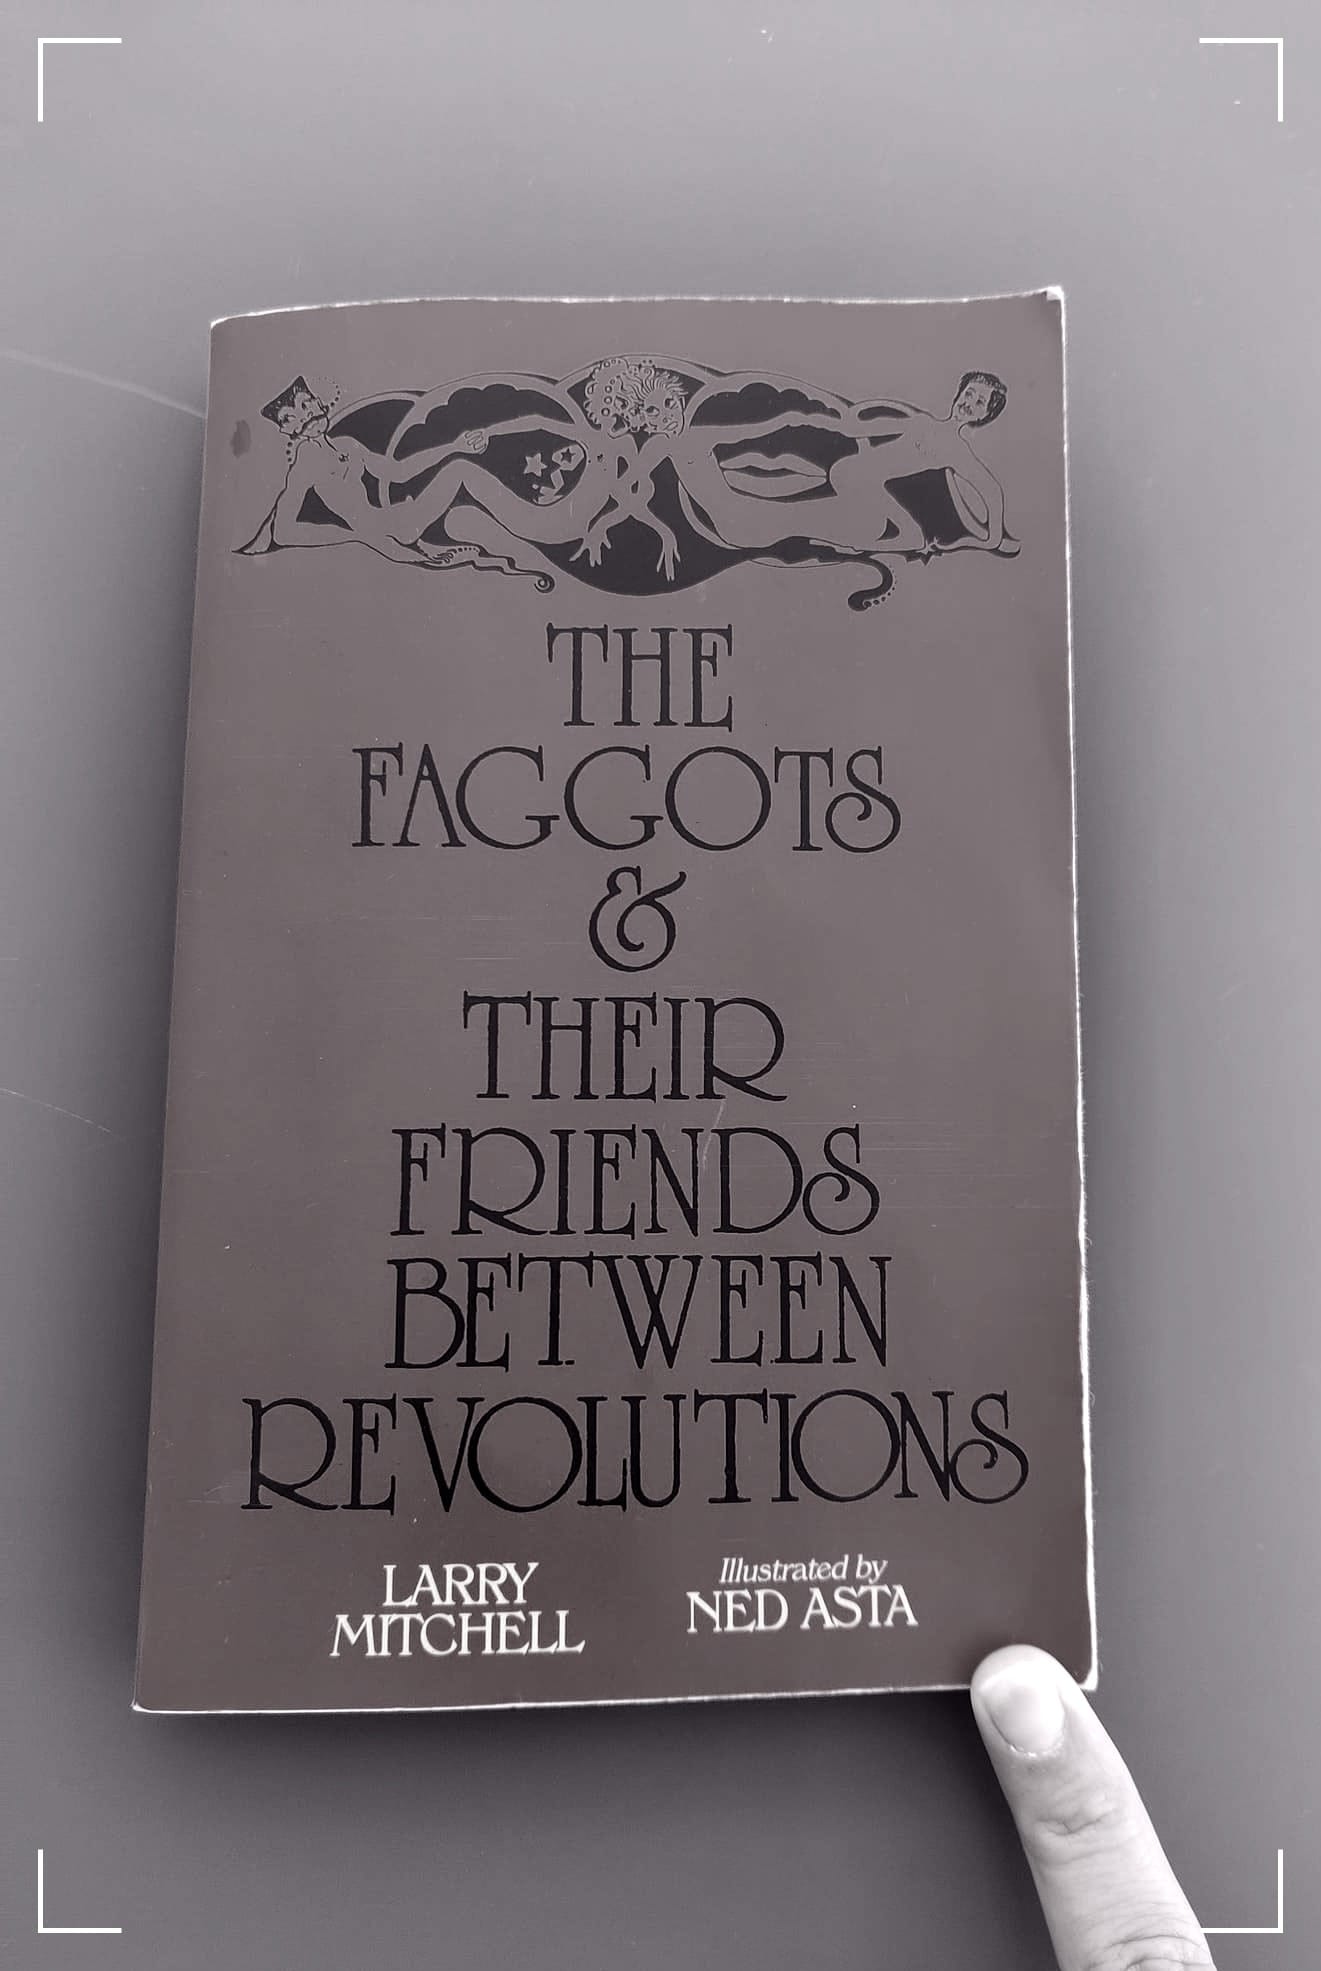 THE
FAGGOTS
&
THEIR
FRIENDS
BETWEEN
REVOLUTIONS
LARRY
MITCHELL
Illustrated by
NED ASTA